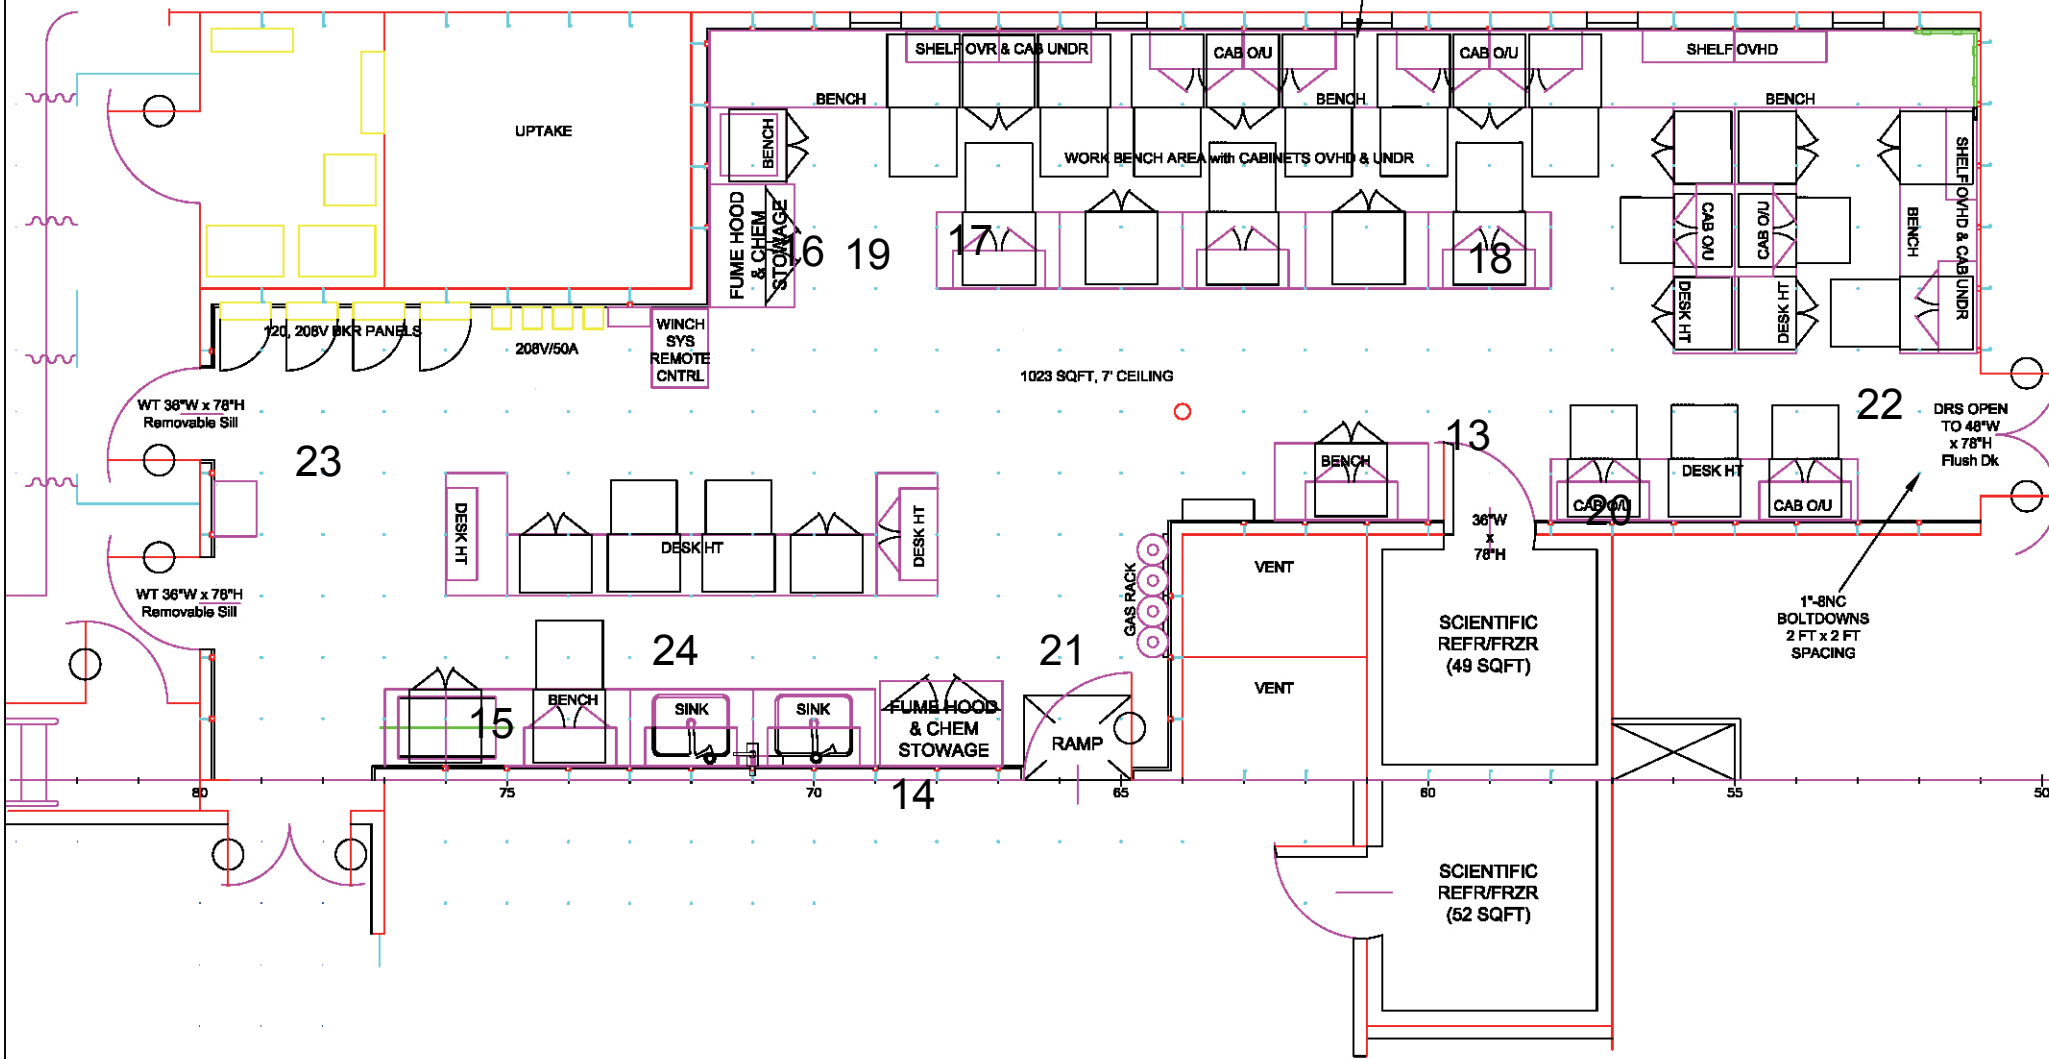 SHELF OVR & CAB UNDR
CAB O/U
CAB O/U
SHELF OVHD
BENCH
BENCH
BENCH
UPTAKE
BENCH
WORK BENCH AREA with CABINETS OVHD & UNDR
SHELF OVHD & CAB UNDR
FUME HOOD
& CHEM
STOWAGE
16
19
17
18
CAB O/U
CAB O/U
BENCH
DESK HT
DESK HT
120, 208V BKR PANELS
208V/50A
WINCH
SYS
REMOTE
CNTRL
1023 SQFT, 7' CEILING
WT 36"W x 78"H
Removable Sill
23
13
22
DRS OPEN
TO 48"W
x 78"H
Flush Dk
BENCH
DESK HT
CAB O/U
CAB O/U
20
36"W
x
78"H
DESK HT
DESK HT
DESK HT
WT 36"W x 78"H
Removable Sill
GAS RACK
VENT
VENT
SCIENTIFIC
REFR/FRZR
(49 SQFT)
1"-8NC
BOLTDOWNS
2 FT x 2 FT
SPACING
24
21
15
BENCH
SINK
SINK
FUME HOOD
& CHEM
STOWAGE
RAMP
14
80
75
70
65
60
55
50
SCIENTIFIC
REFR/FRZR
(52 SQFT)